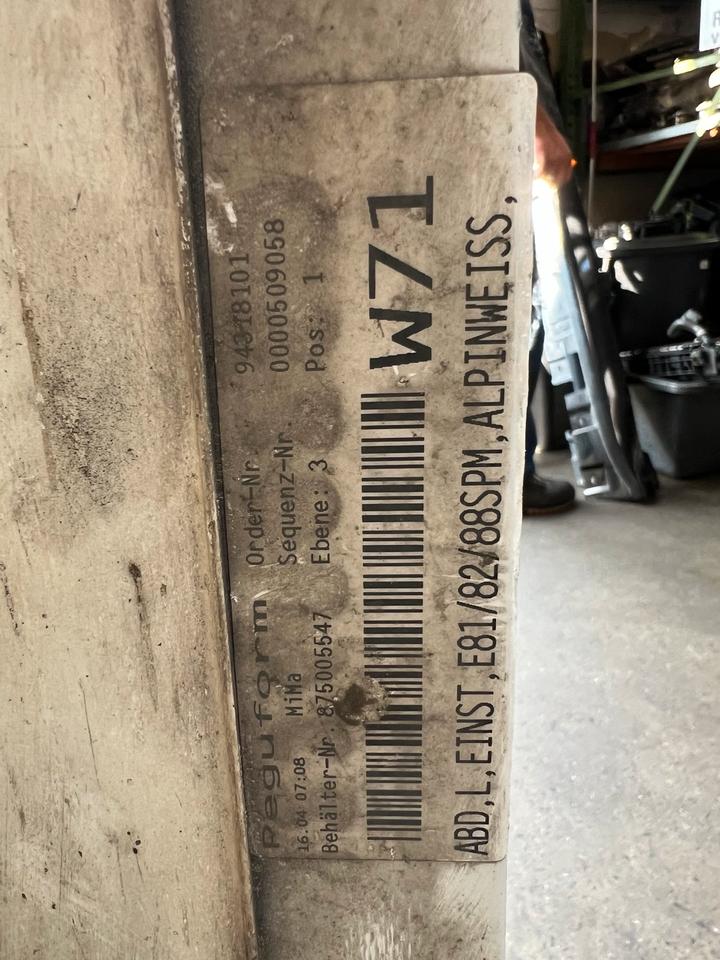 Peguform
16.04 07:08 MiMa
Behälter-Nr. 875005547
Order-Nr. 94318101
Sequenz-Nr. 0000509058
Ebene: 3 Pos.: 1
W71
ABD,L,EINST,E81/82/88SPM,ALPINWEISS,